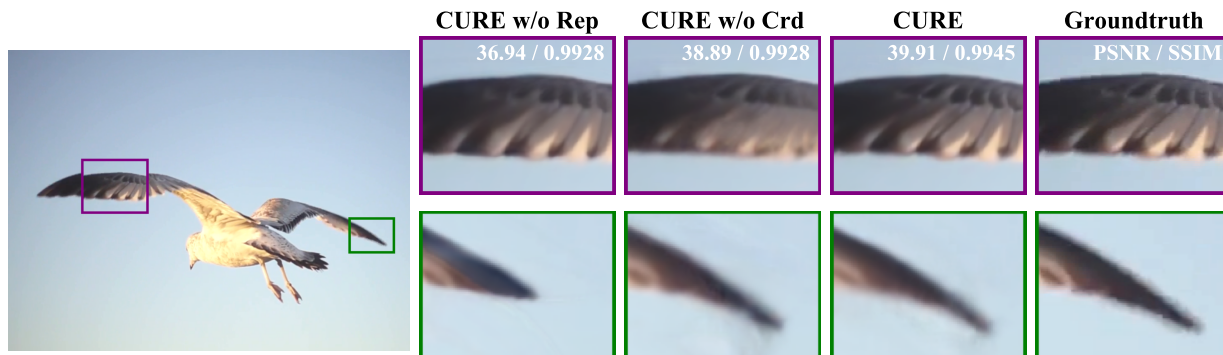 CURE w/o Rep CURE w/o Crd CURE Groundtruth
36.94 / 0.9928 38.89 / 0.9928 39.91 / 0.9945 PSNR / SSIM